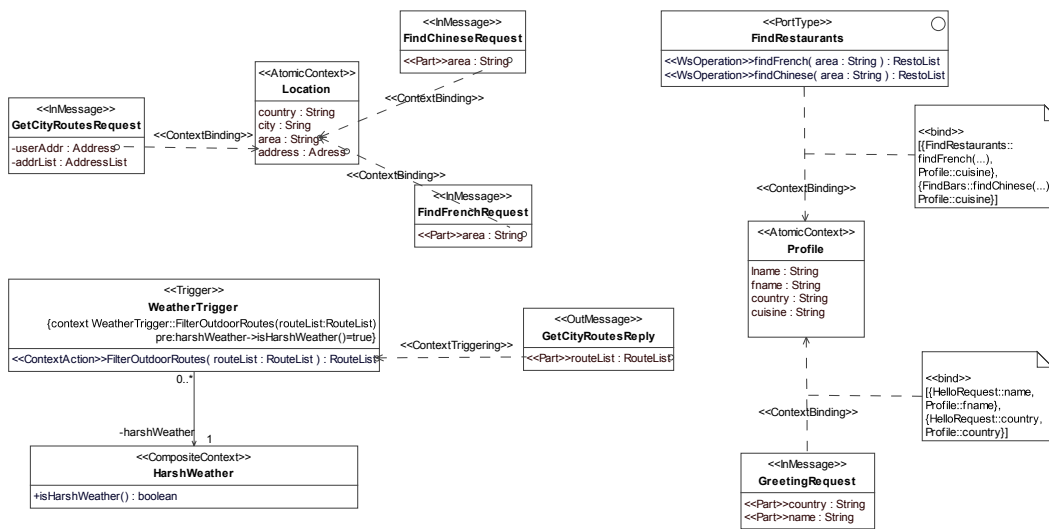 <<InMessage>>
FindChineseRequest
<<Part>>area : String
<<ContextBinding>>
<<AtomicContext>>
Location
country : String
city : Sring
area : String
address : Adress
<<InMessage>>
GetCityRoutesRequest
-userAddr : Address
-addrList : AddressList
<<ContextBinding>>
<<ContextBinding>>
<<InMessage>>
FindFrenchRequest
<<Part>>area : String
<<PortType>>
FindRestaurants
<<WsOperation>>findFrench( area : String ) : RestoList
<<WsOperation>>findChinese( area : String ) : RestoList
<<bind>>
[{FindRestaurants::
findFrench(...),
Profile::cuisine},
{FindBars::findChinese(...)
Profile::cuisine}]
<<ContextBinding>>
<<AtomicContext>>
Profile
lname : String
fname : String
country : String
cuisine : String
<<Trigger>>
WeatherTrigger
{context WeatherTrigger::FilterOutdoorRoutes(routeList:RouteList)
pre:harshWeather->isHarshWeather()=true}
<<ContextAction>>FilterOutdoorRoutes( routeList : RouteList ) : RouteList
<<ContextTriggering>>
<<OutMessage>>
GetCityRoutesReply
<<Part>>routeList : RouteList
0..*
-harshWeather
1
<<CompositeContext>>
HarshWeather
+isHarshWeather() : boolean
<<bind>>
[{HelloRequest::name,
Profile::fname},
{HelloRequest::country,
Profile::country}]
<<ContextBinding>>
<<InMessage>>
GreetingRequest
<<Part>>country : String
<<Part>>name : String